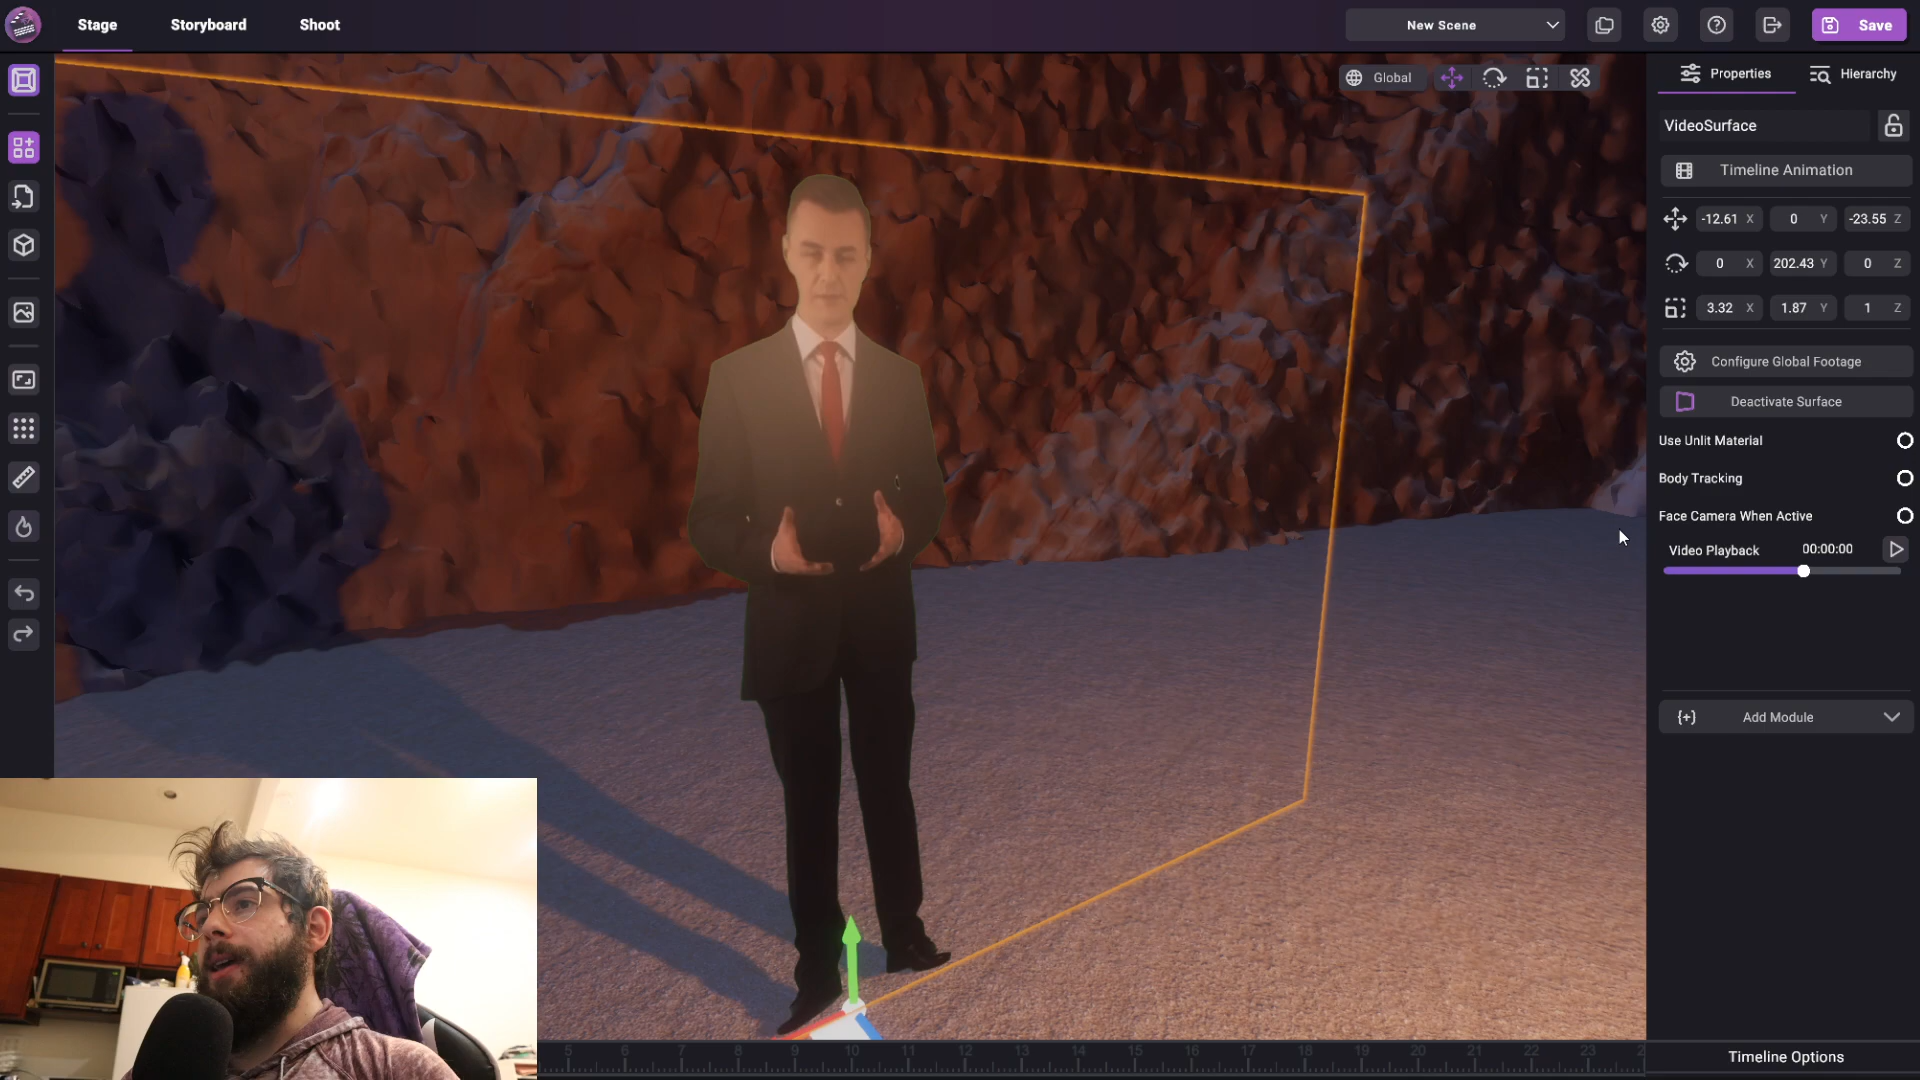 Stage
Storyboard
Shoot
New Scene
Save
Global
Properties
Hierarchy
VideoSurface
Timeline Animation
-12.61 X
0 Y
-23.55 Z
0 X
202.43 Y
0 Z
3.32 X
1.87 Y
1 Z
Configure Global Footage
Deactivate Surface
Use Unlit Material
Body Tracking
Face Camera When Active
Video Playback
00:00:00
Add Module
5 6 7 8 9 10 11 12 13 14 15 16 17 18 19 20 21 22 23
Timeline Options